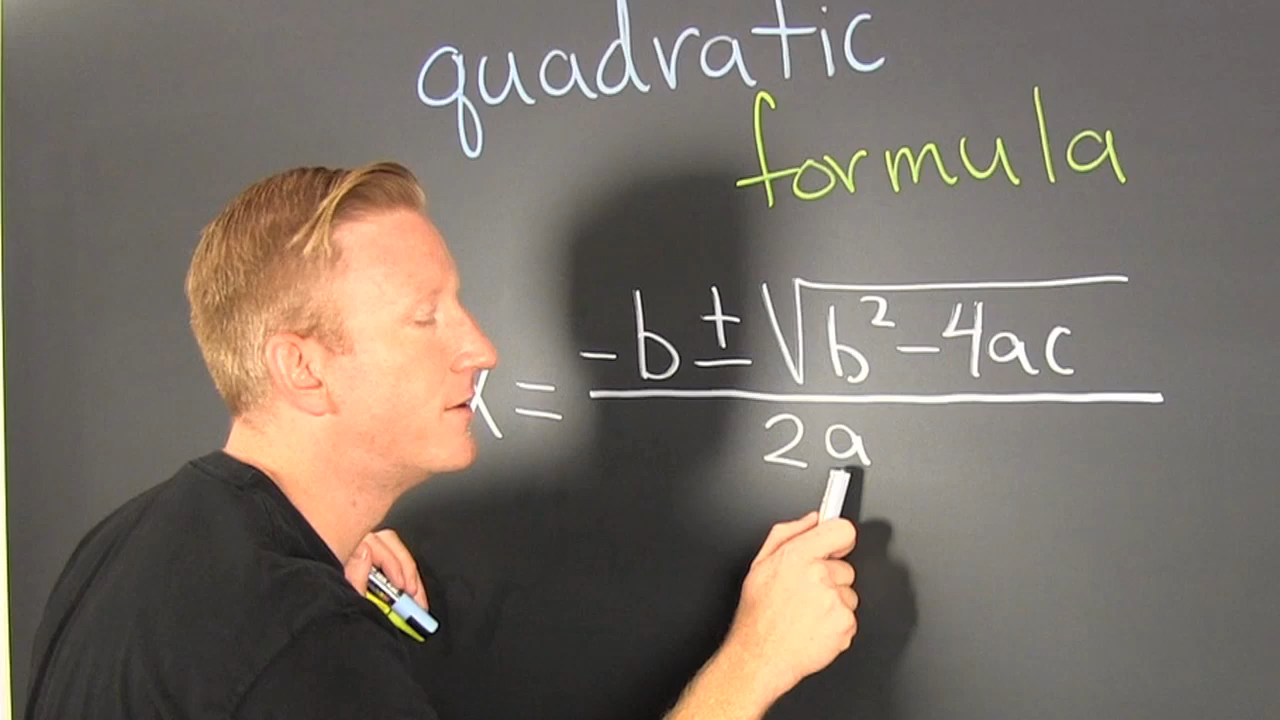 quadratic
formula
x = -b ± √b² - 4ac
2a